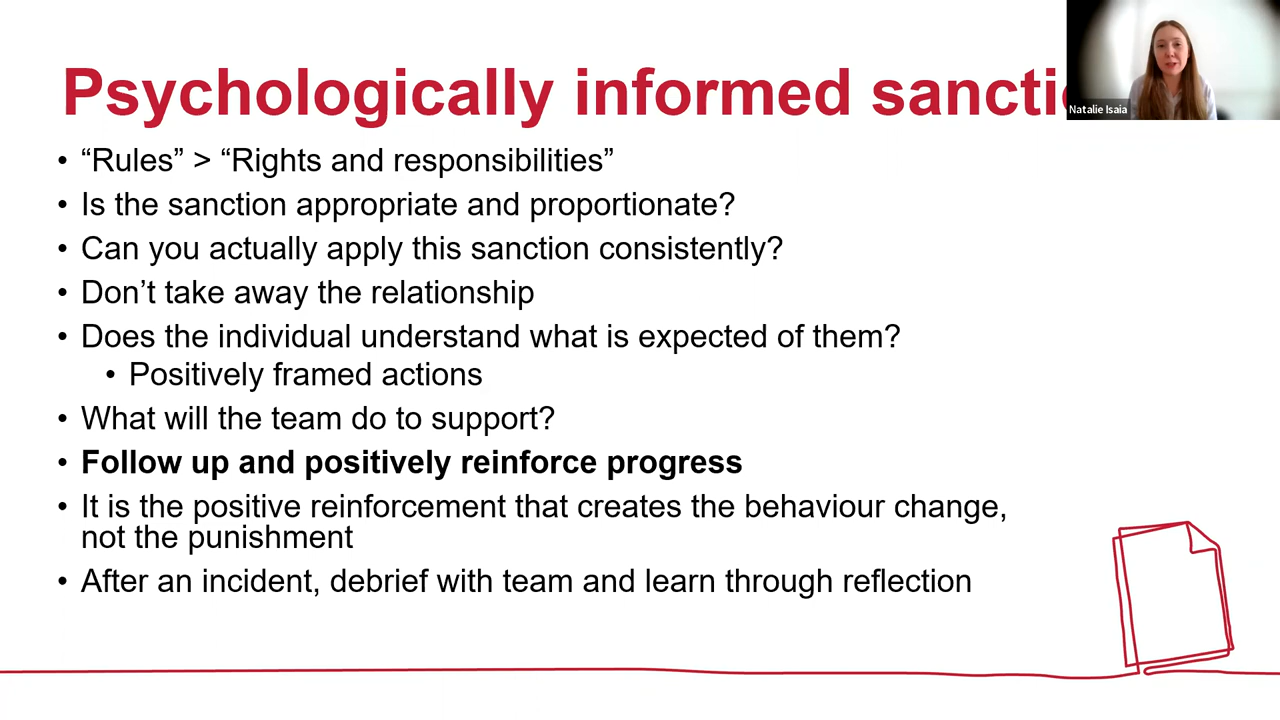 Psychologically informed sancti
Natalie Isaia
• “Rules” > “Rights and responsibilities”
• Is the sanction appropriate and proportionate?
• Can you actually apply this sanction consistently?
• Don’t take away the relationship
• Does the individual understand what is expected of them?
• Positively framed actions
• What will the team do to support?
• Follow up and positively reinforce progress
• It is the positive reinforcement that creates the behaviour change,
not the punishment
• After an incident, debrief with team and learn through reflection